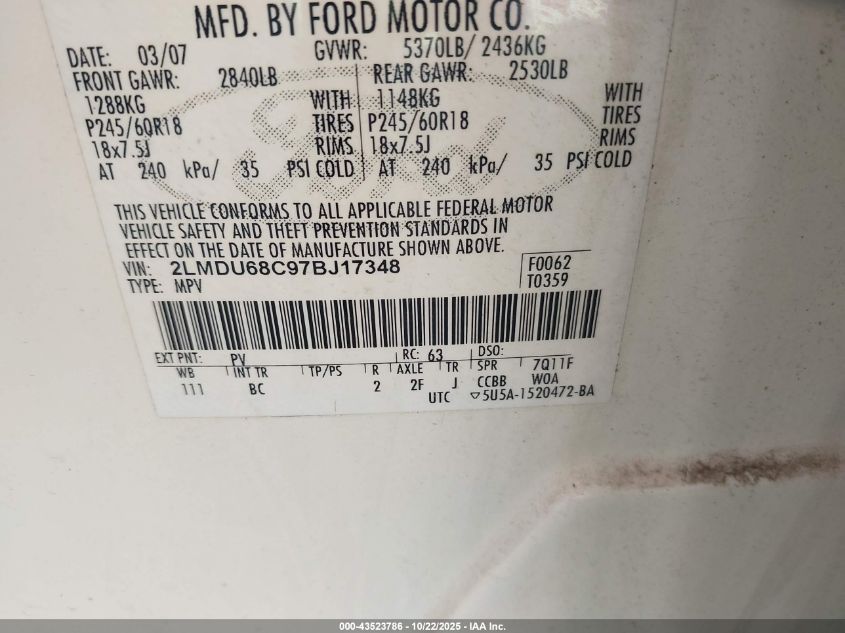 MFD. BY FORD MOTOR CO.
DATE: 03/07 GVWR: 5370LB/ 2436KG
FRONT GAWR: 2840LB REAR GAWR: 2530LB
1288KG WITH 1148KG WITH
P245/60R18 TIRES P245/60R18 TIRES
18x7.5J RIMS 18x7.5J RIMS
AT 240 kPa/ 35 PSI COLD AT 240 kPa/ 35 PSI COLD
Ford
THIS VEHICLE CONFORMS TO ALL APPLICABLE FEDERAL MOTOR
VEHICLE SAFETY AND THEFT PREVENTION STANDARDS IN
EFFECT ON THE DATE OF MANUFACTURE SHOWN ABOVE.
VIN: 2LMDU68C97BJ17348 F0062
TYPE: MPV T0359
EXT PNT: PV RC: 63 DSO:
WB INT TR TP/PS R AXLE TR SPR 7Q11F
111 BC 2 2F J CCBB WOA
UTC ▽5U5A-1520472-BA
000-43523786 - 10/22/2025 - IAA Inc.